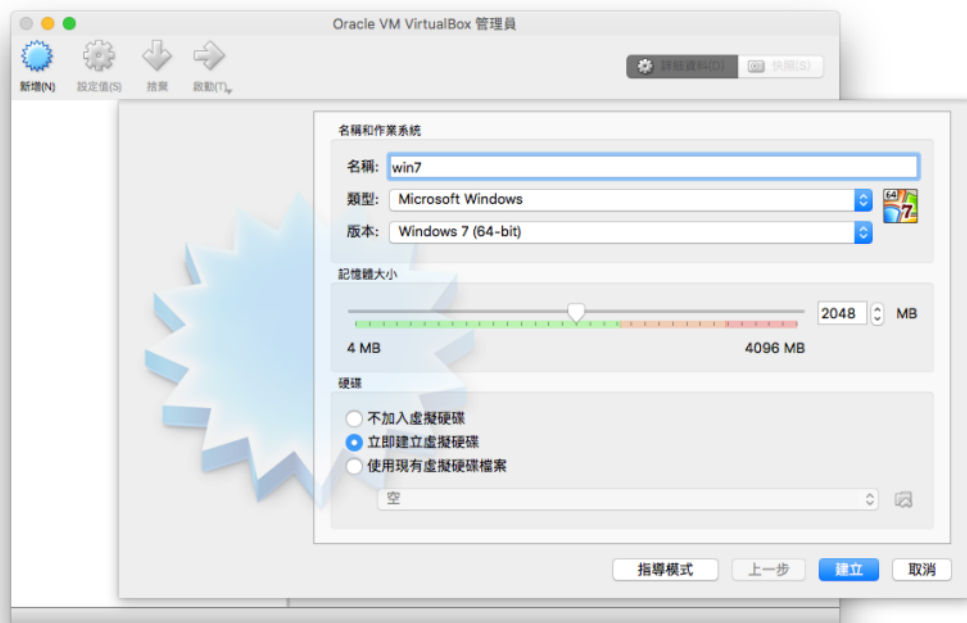 Oracle VM VirtualBox 管理員
新增(N) 設定值(S) 捨棄 啟動(T) 詳細資料(D) 快照(S)
名稱和作業系統
名稱: win7
類型: Microsoft Windows
64
7
版本: Windows 7 (64-bit)
記憶體大小
2048 MB
4 MB 4096 MB
硬碟
不加入虛擬硬碟
立即建立虛擬硬碟
使用現有虛擬硬碟檔案
空
指導模式 上一步 建立 取消